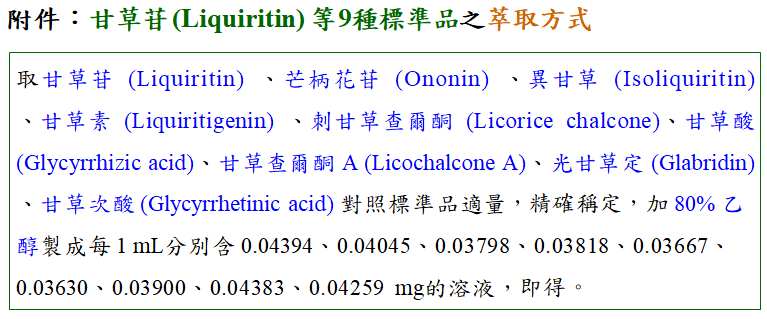 附件：甘草苷(Liquiritin) 等9種標準品之萃取方式
取甘草苷 (Liquiritin) 、芒柄花苷 (Ononin) 、異甘草 (Isoliquiritin)
、甘草素 (Liquiritigenin) 、刺甘草查爾酮 (Licorice chalcone)、甘草酸
(Glycyrrhizic acid)、甘草查爾酮 A (Licochalcone A)、光甘草定 (Glabridin)
、甘草次酸 (Glycyrrhetinic acid) 對照標準品適量，精確稱定，加 80% 乙
醇製成每 1 mL分別含 0.04394、0.04045、0.03798、0.03818、0.03667、
0.03630、0.03900、0.04383、0.04259 mg的溶液，即得。